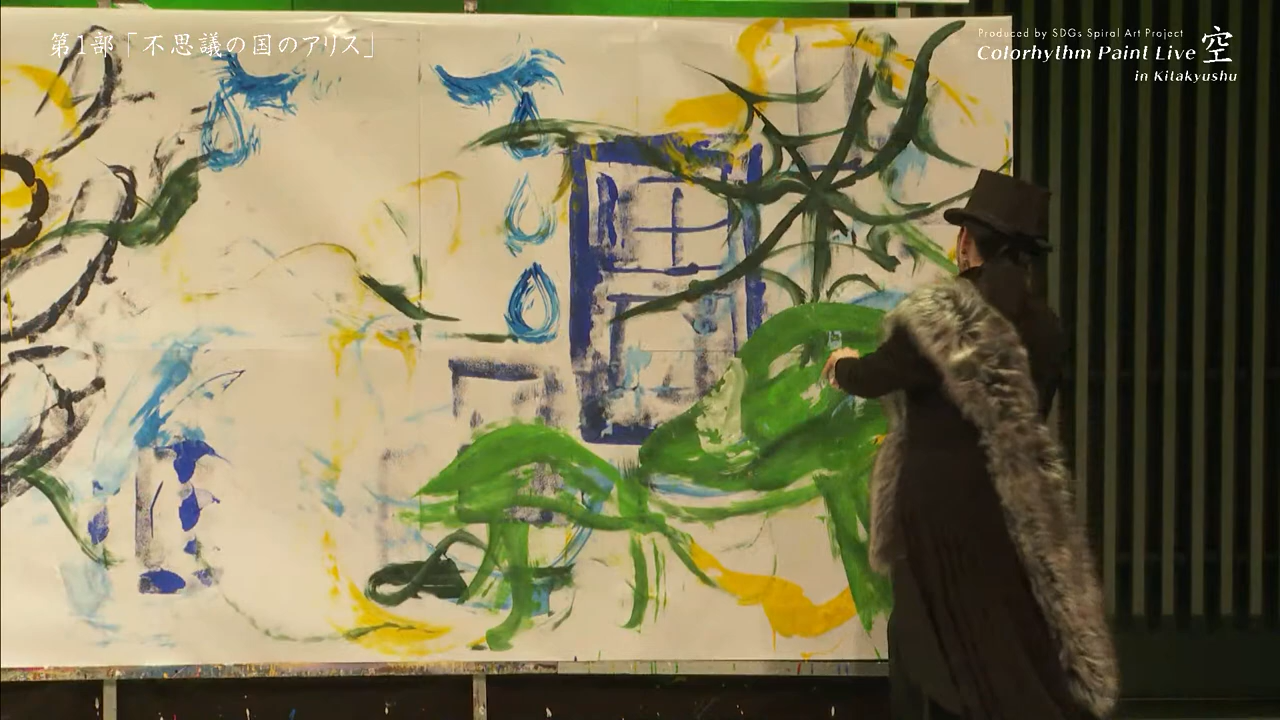 第1部「不思議の国のアリス」
Produced by SDGs Spiral Art Project
Colorhythm Paint Live 空
in Kitakyushu